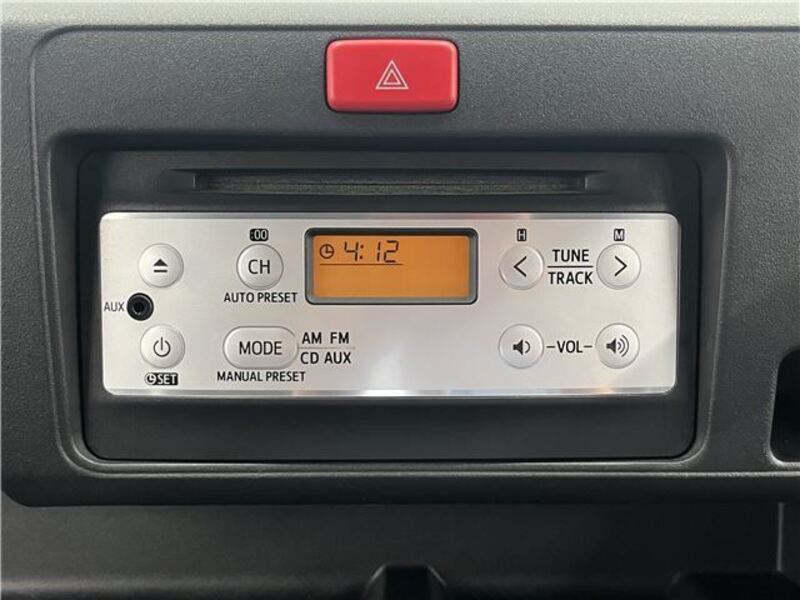 :00
H
M
4:12
CH
TUNE
TRACK
< >
AUTO PRESET
AUX
MODE
AM FM
CD AUX
-VOL-
SET
MANUAL PRESET